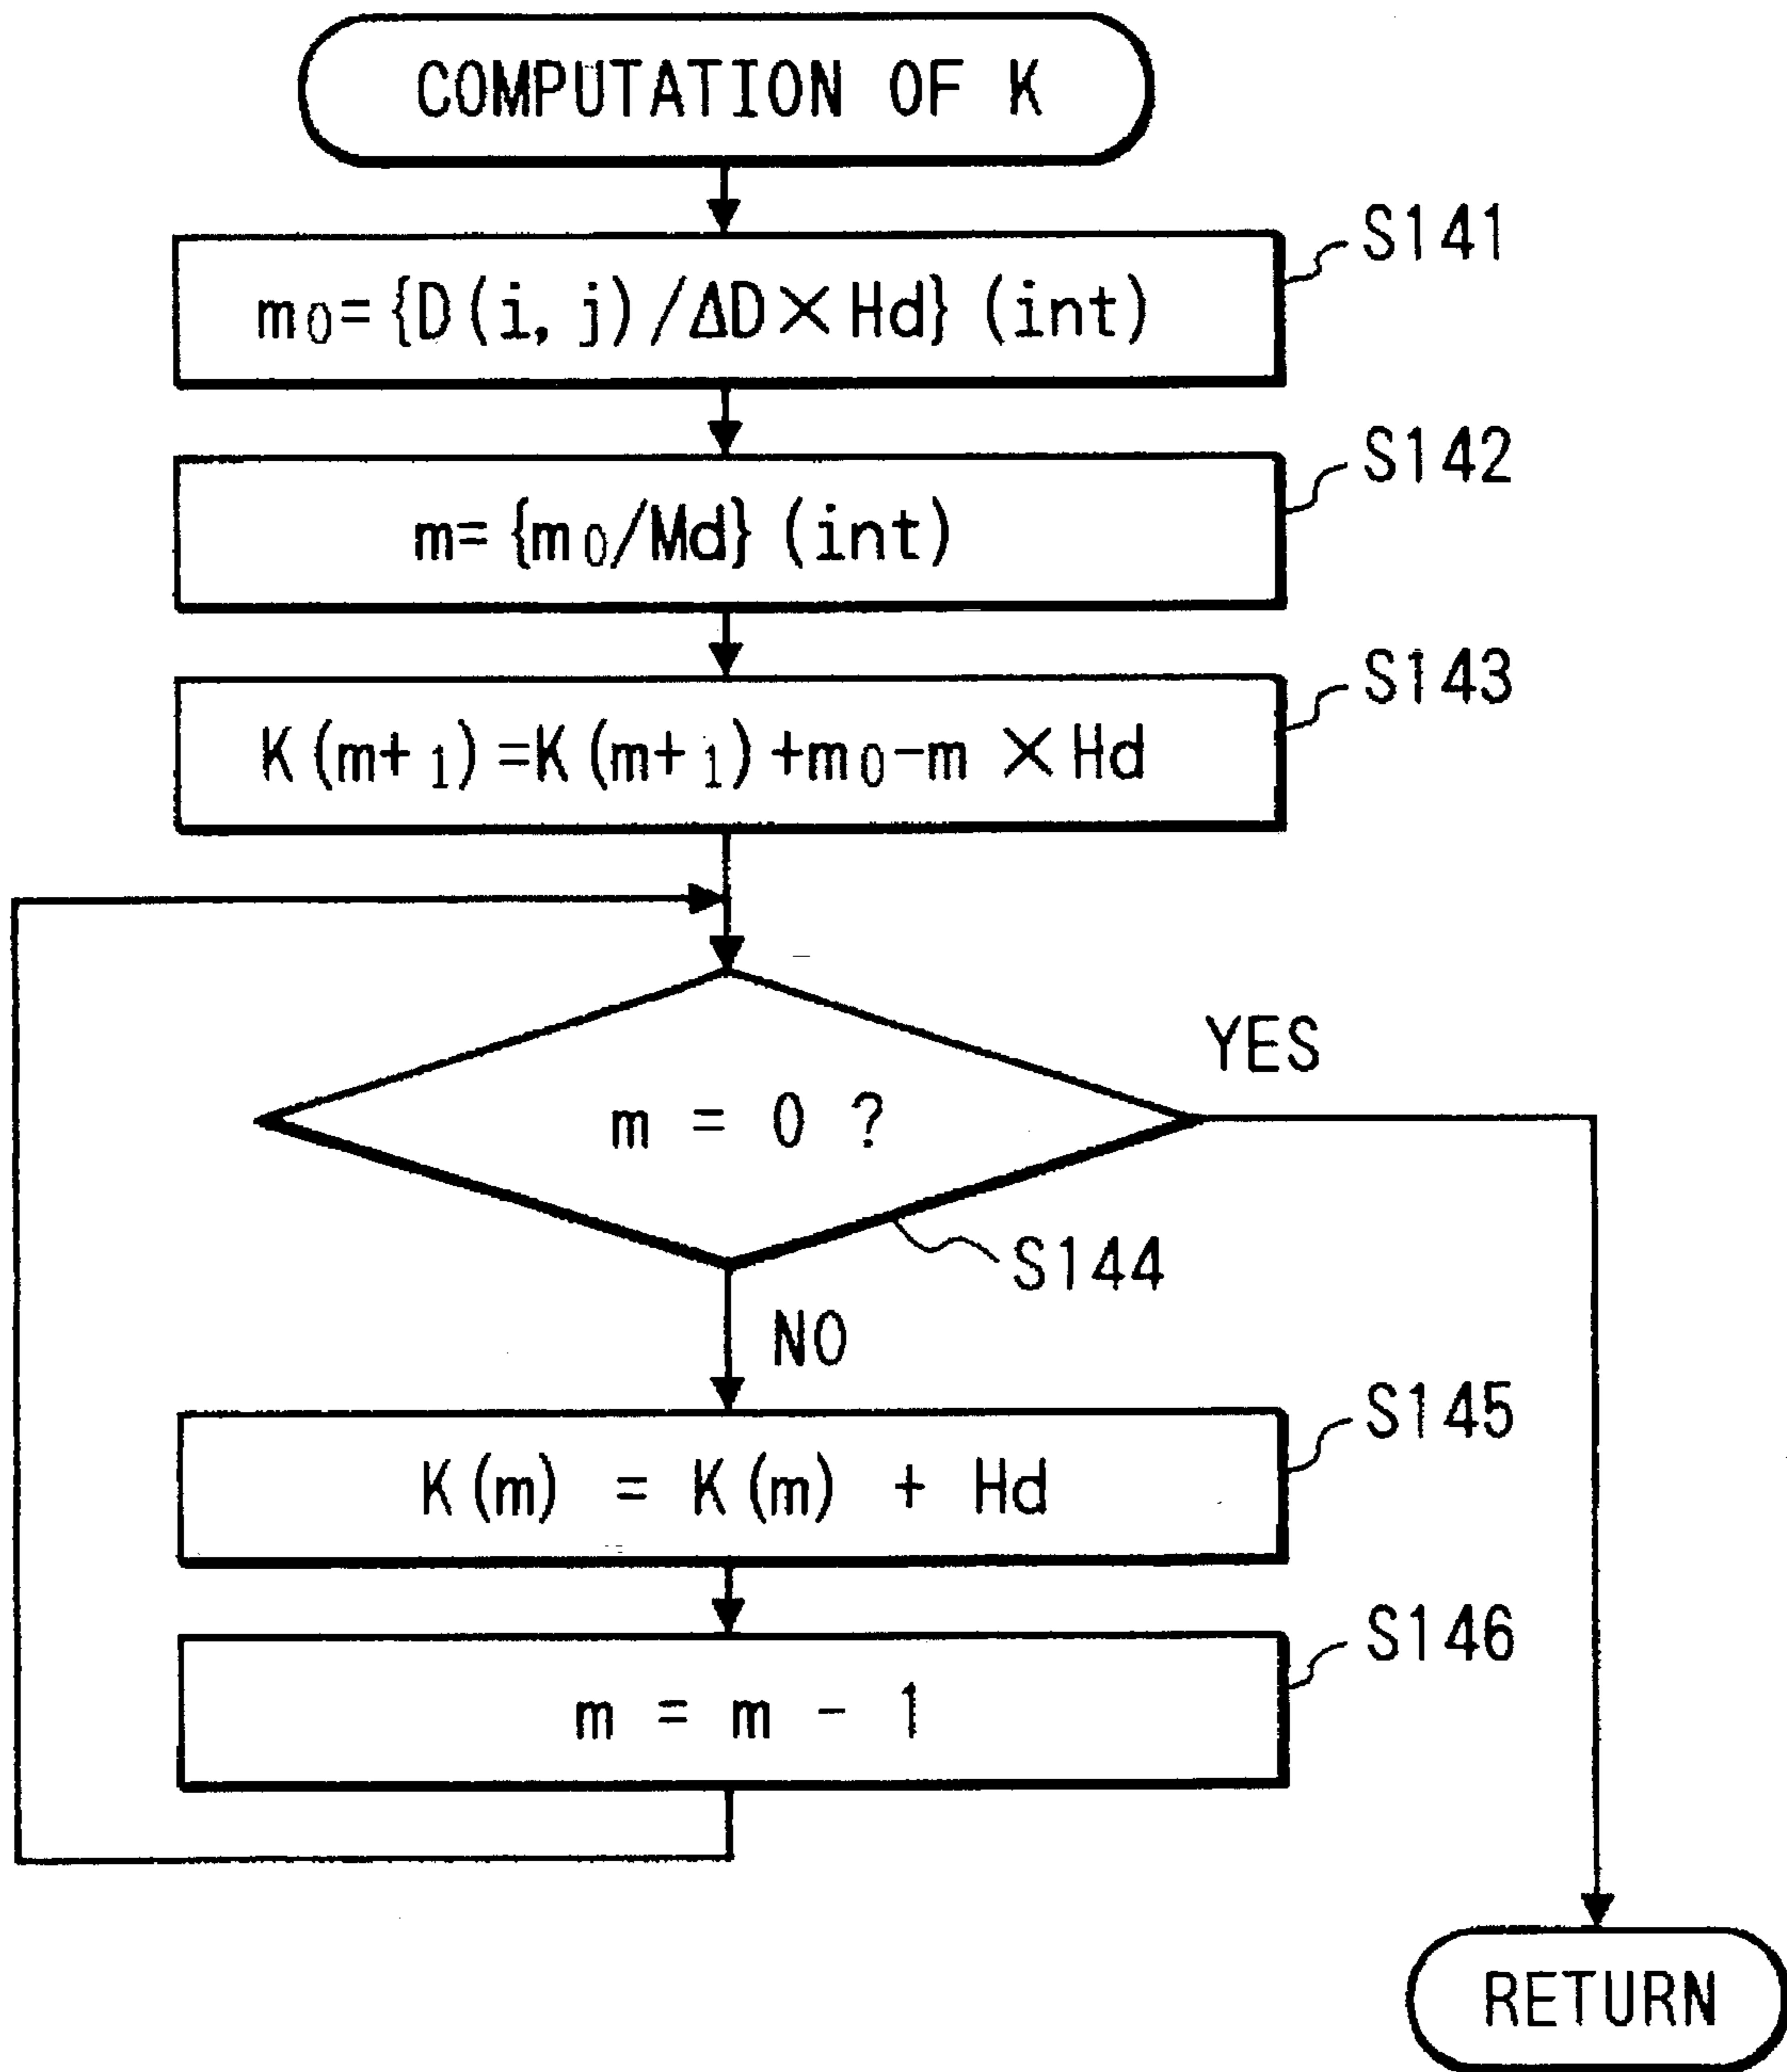 COMPUTATION OF K
S141
m0={D(i,j)/ΔD×Hd}(int)
S142
m={m0/Md}(int)
S143
K(m+1)=K(m+1)+m0-m ×Hd
YES
m = 0 ?
S144
NO
S145
K(m) = K(m) + Hd
S146
m = m - 1
RETURN